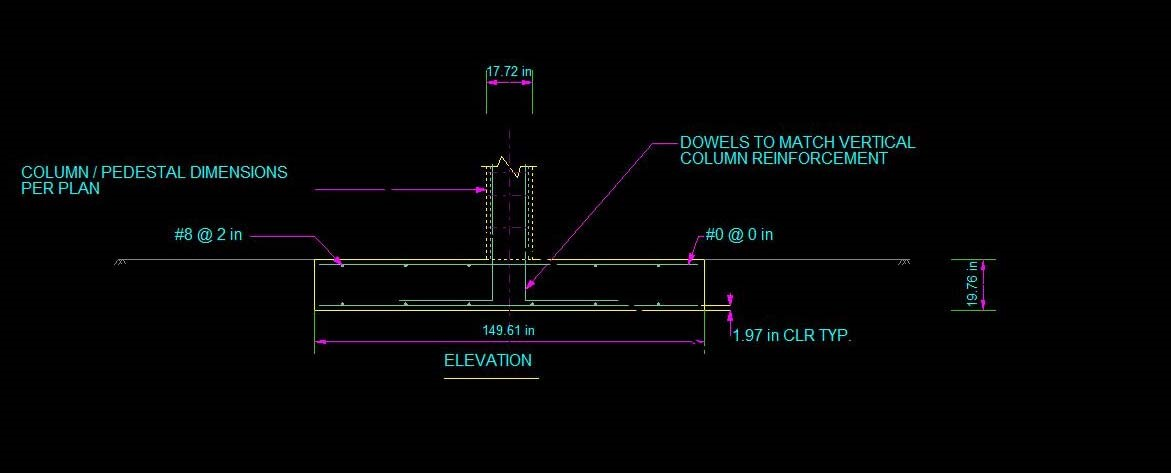 17.72 in
DOWELS TO MATCH VERTICAL
COLUMN REINFORCEMENT
COLUMN / PEDESTAL DIMENSIONS
PER PLAN
#8 @ 2 in
#0 @ 0 in
19.76 in
149.61 in
1.97 in CLR TYP.
ELEVATION